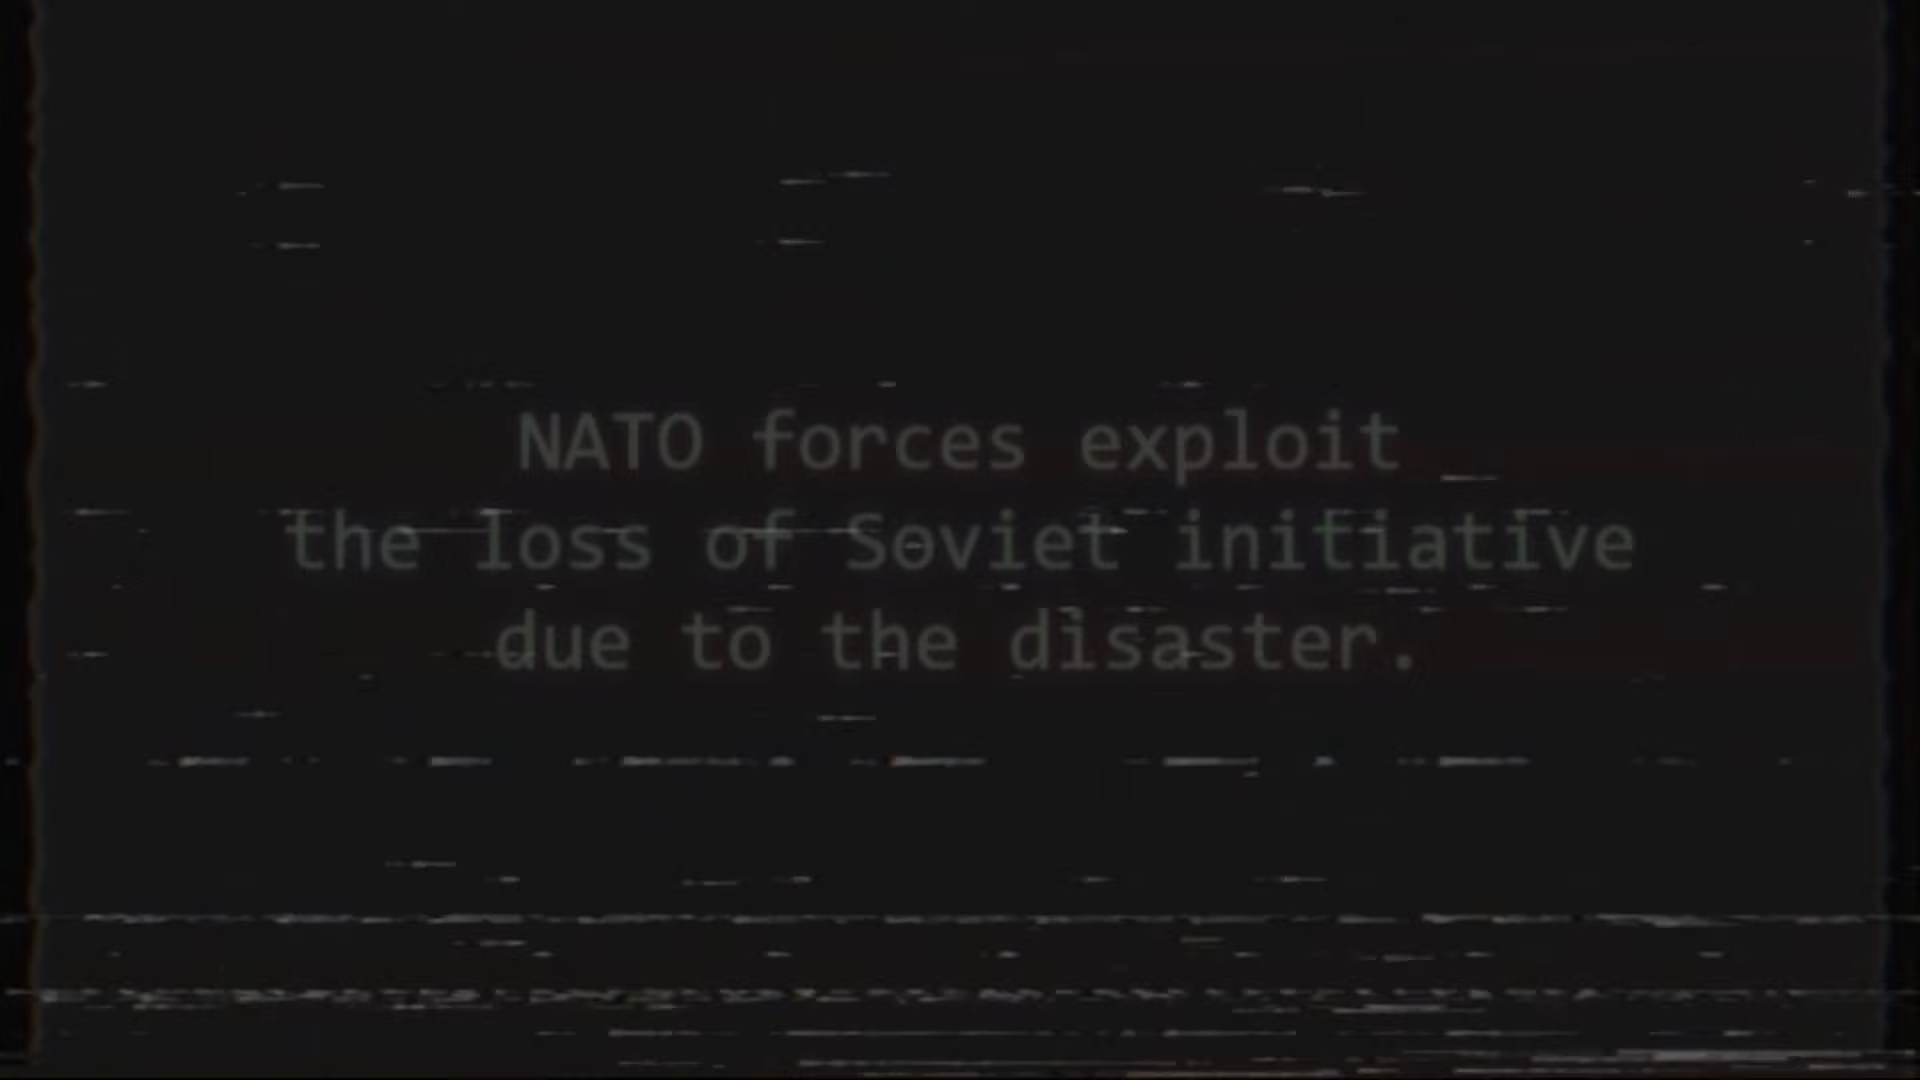 NATO forces exploit
the loss of Soviet initiative
due to the disaster.